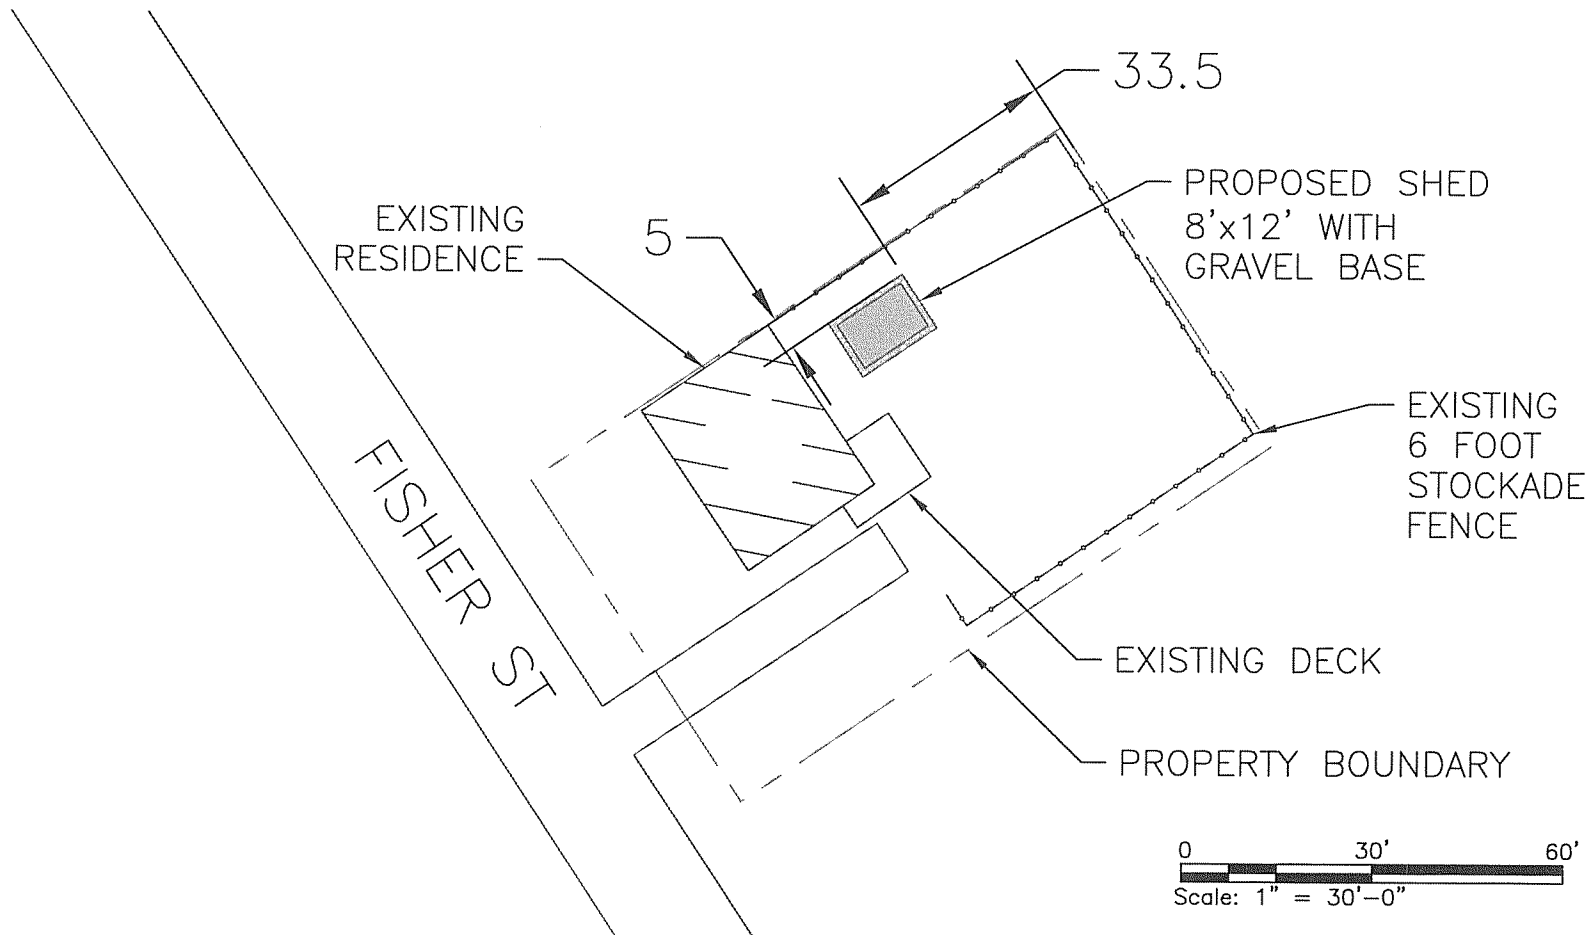 33.5
PROPOSED SHED
8'x12' WITH
GRAVEL BASE
EXISTING
RESIDENCE
5
EXISTING
6 FOOT
STOCKADE
FENCE
FISHER ST
EXISTING DECK
PROPERTY BOUNDARY
0 30' 60'
Scale: 1" = 30'-0"